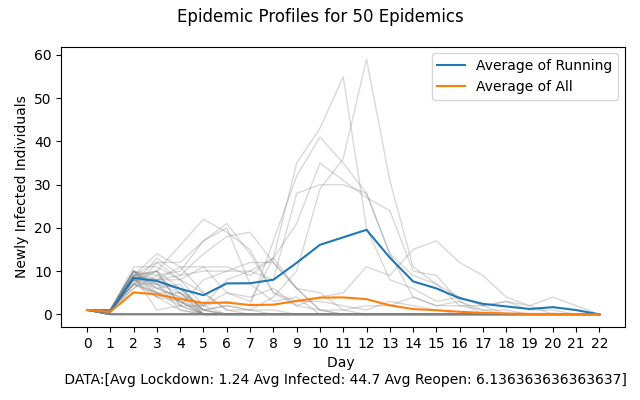 Epidemic Profiles for 50 Epidemics
60
50
40
30
20
10
0
Newly Infected Individuals
Average of Running
Average of All
0 1 2 3 4 5 6 7 8 9 10 11 12 13 14 15 16 17 18 19 20 21 22
Day
DATA:[Avg Lockdown: 1.24 Avg Infected: 44.7 Avg Reopen: 6.136363636363637]